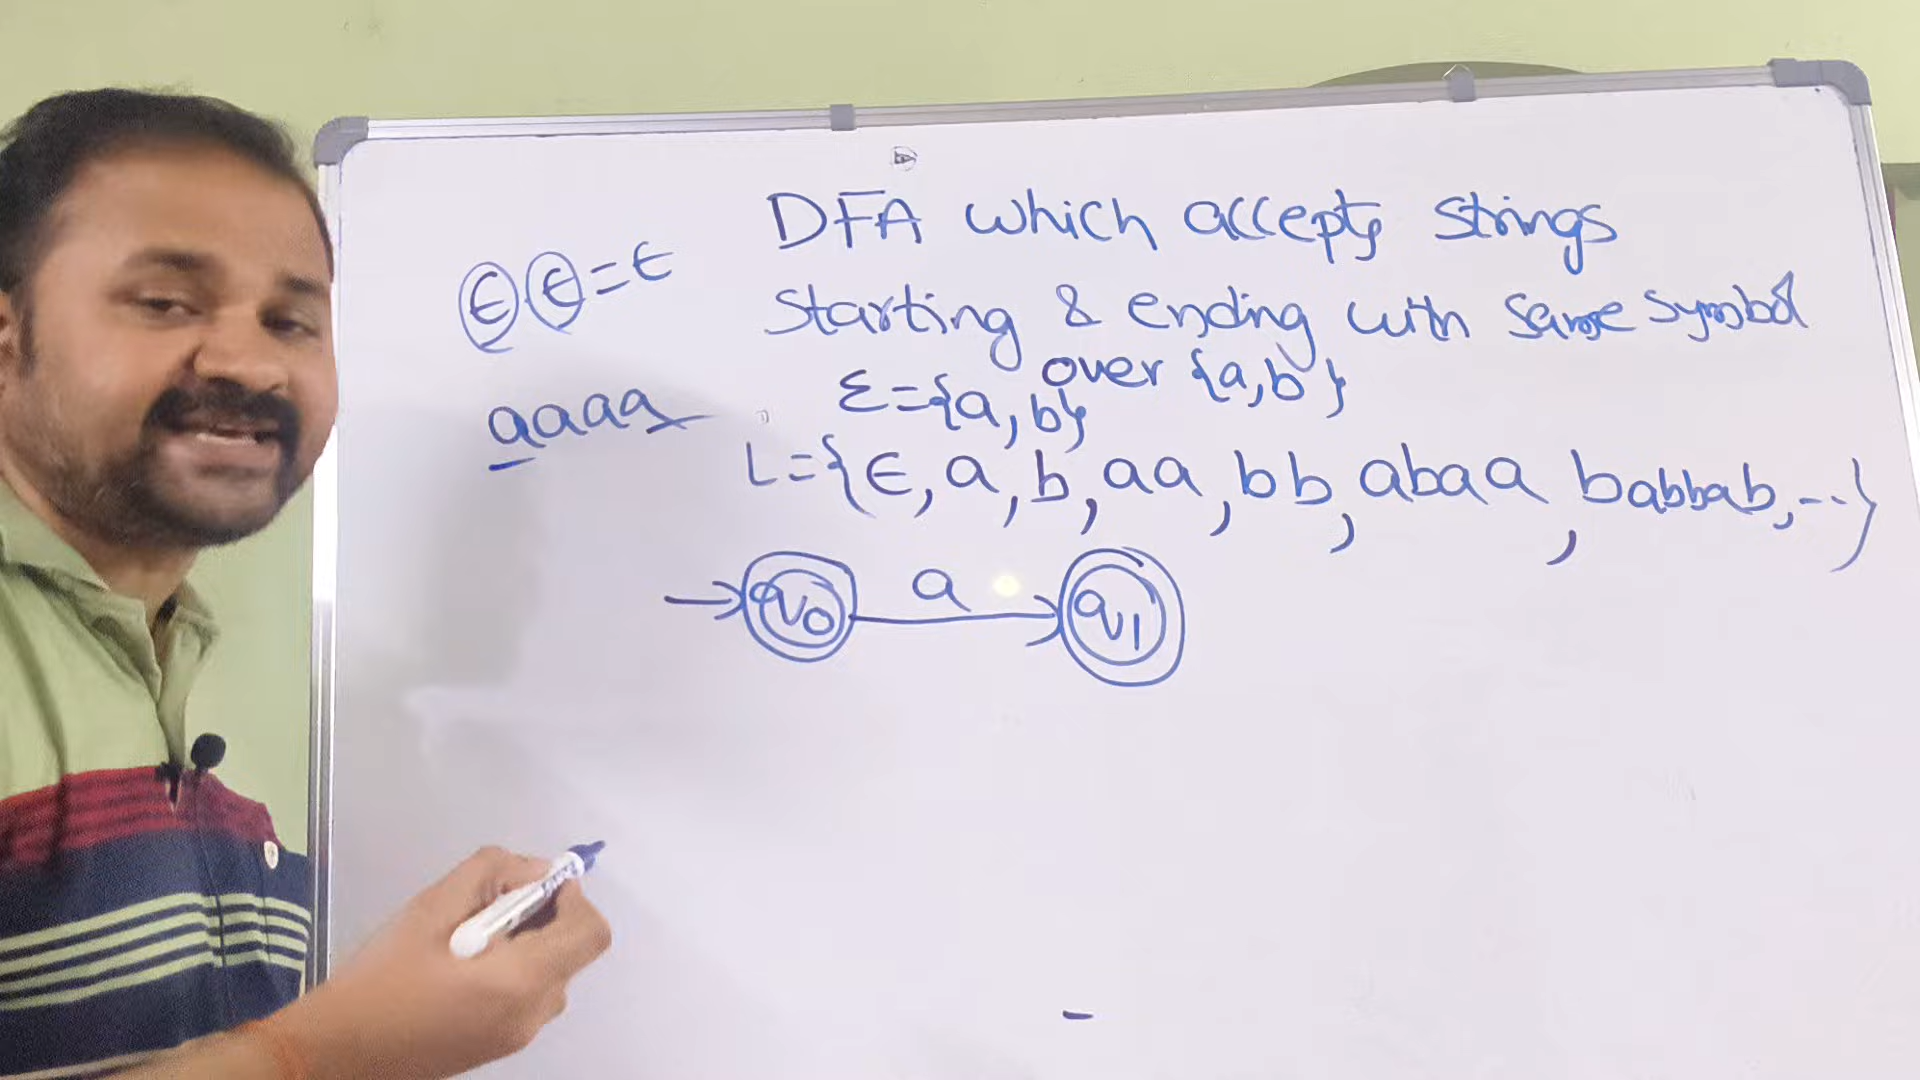 DFA which accepts strings
starting & ending with same symbol
over {a,b}
ϵϵ=ϵ
Ɛ={a,b}
aaaa
L={ϵ,a,b,aa,bb,abaa,babbab,...}
q0 a q1